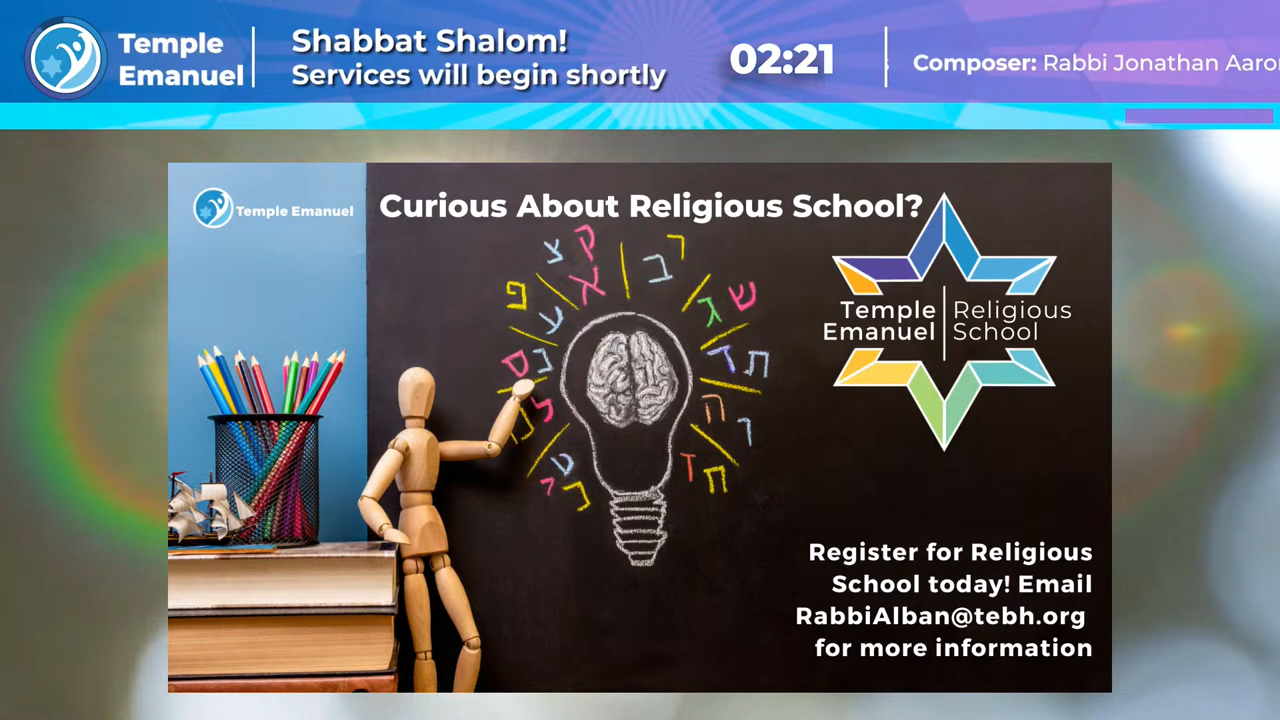 Temple
Emanuel
Shabbat Shalom!
Services will begin shortly
02:21
Composer: Rabbi Jonathan Aaron
Temple Emanuel
Curious About Religious School?
צ ק ר
א ב
פ ש
ע ג
ס נ ד ת
ל ה
מ ו
ט ז ח
י כ
Temple Religious
Emanuel School
Register for Religious
School today! Email
RabbiAlban@tebh.org
for more information